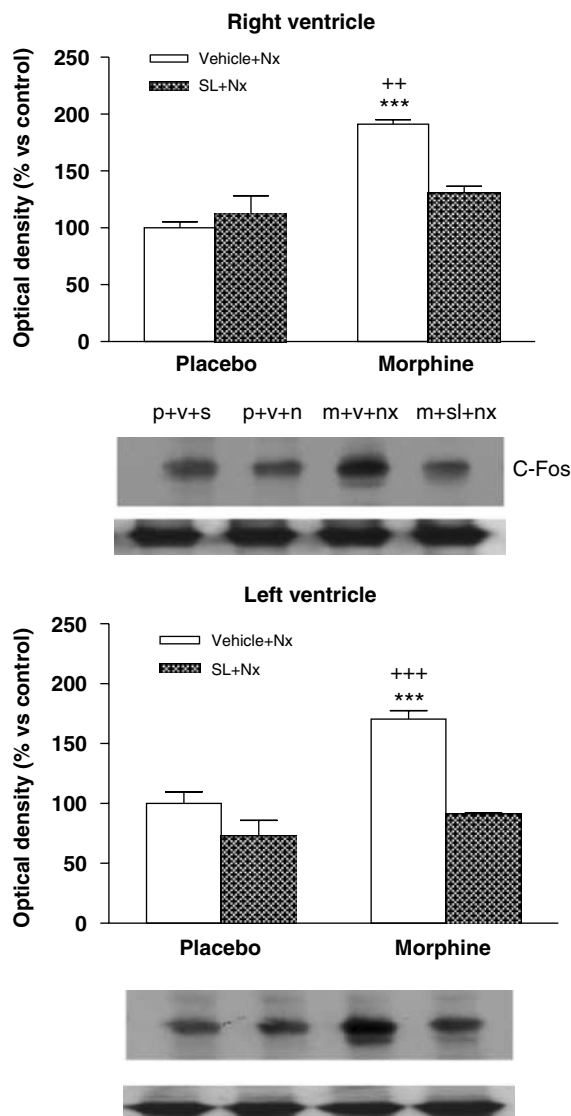 Right ventricle
Optical density (% vs control)
250
200
150
100
50
0
Vehicle+Nx
SL+Nx
++
***
Placebo Morphine
p+v+s p+v+n m+v+nx m+sl+nx
C-Fos
Left ventricle
Optical density (% vs control)
250
200
150
100
50
0
Vehicle+Nx
SL+Nx
+++
***
Placebo Morphine